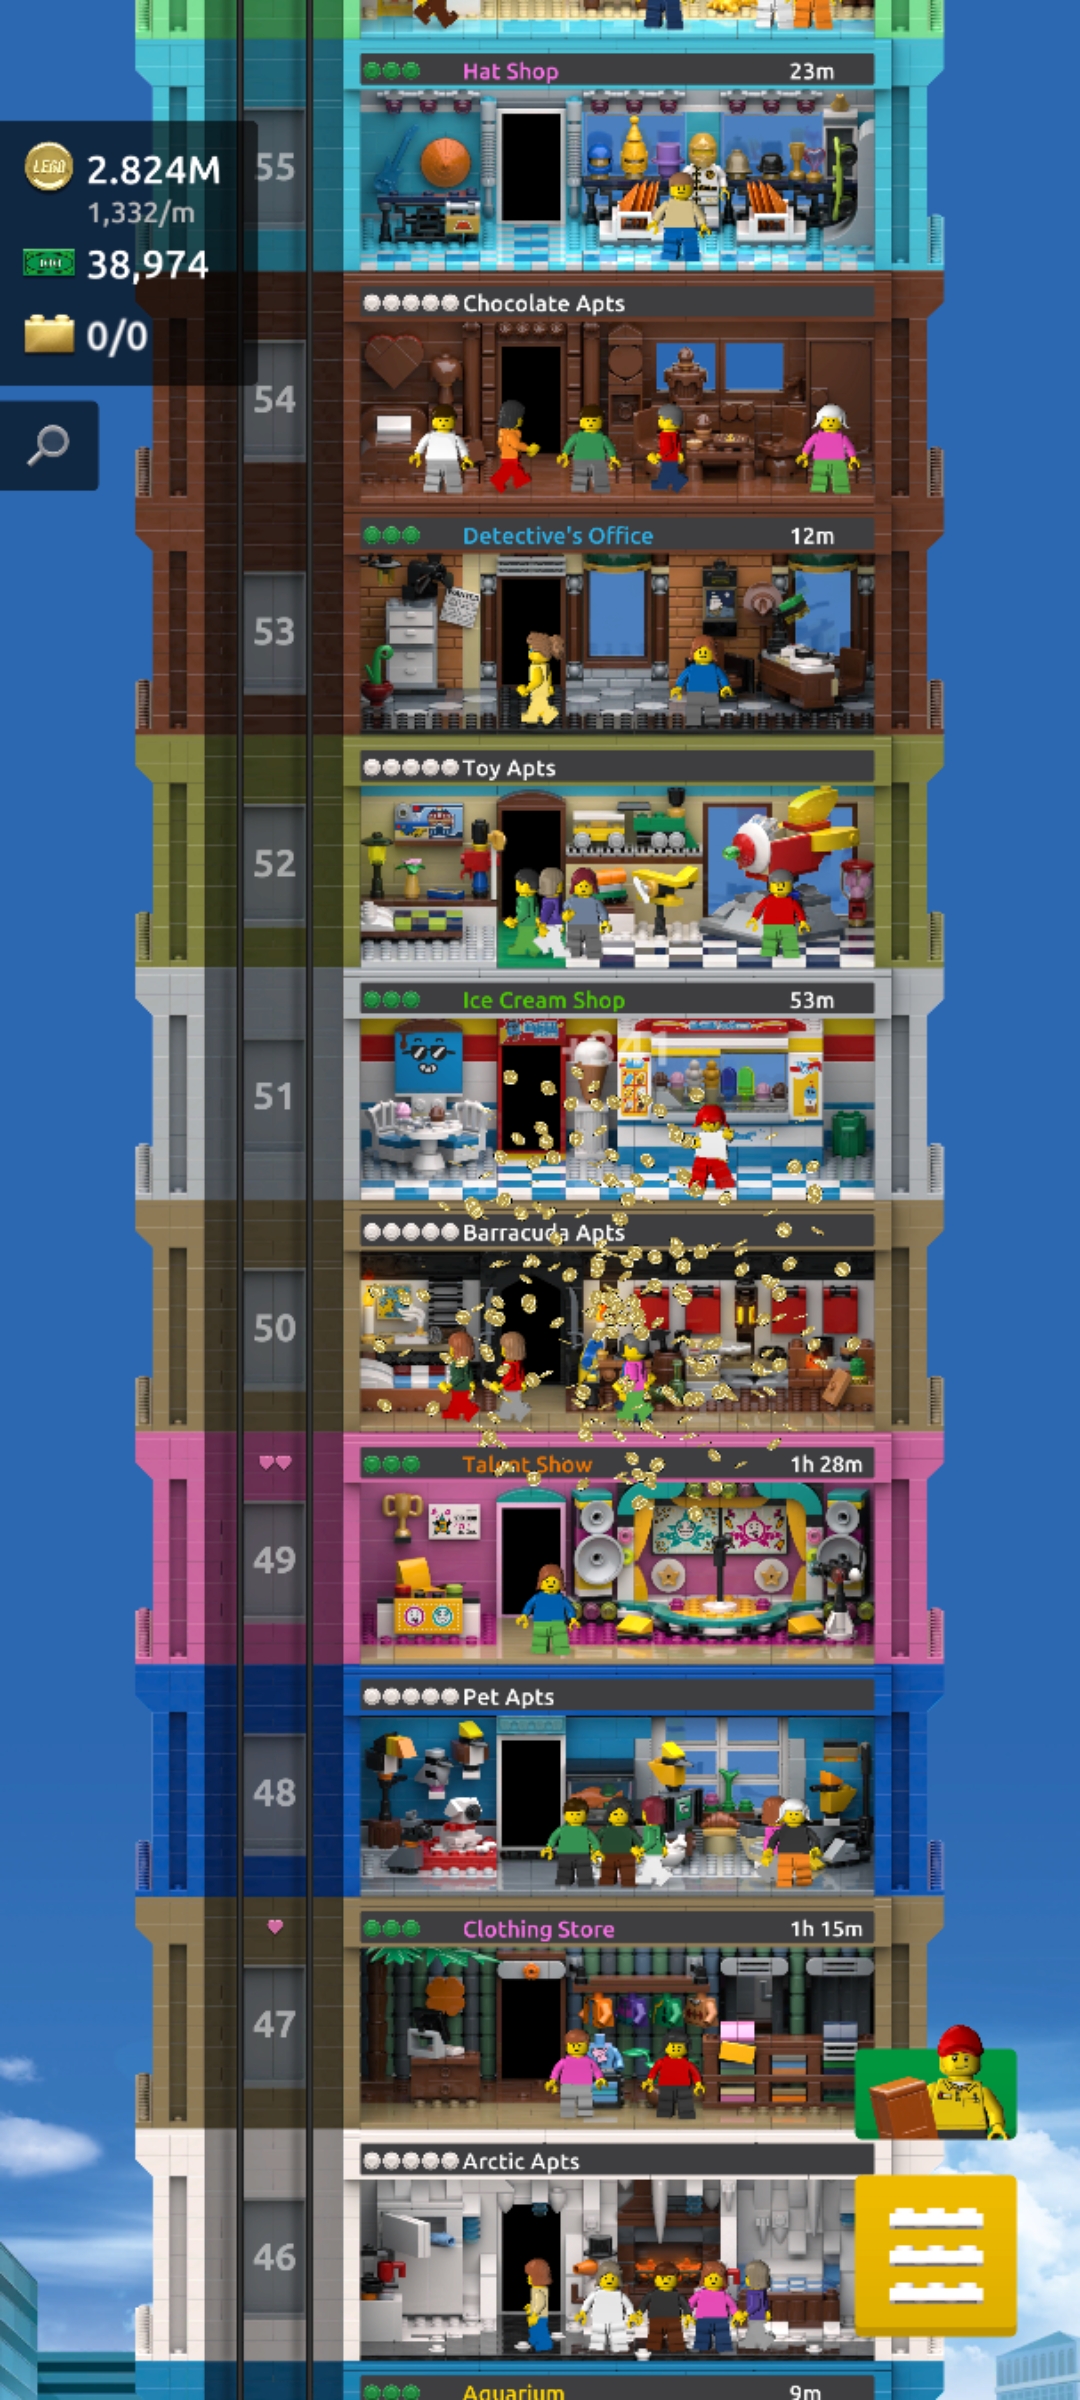 Hat Shop 23m
LEGO 2.824M
1,332/m
55
38,974
0/0
Chocolate Apts
54
Detective's Office 12m
WANTED
53
Toy Apts
52
Ice Cream Shop 53m
51
Barracuda Apts
50
Talent Show 1h 28m
49
Pet Apts
48
Clothing Store 1h 15m
47
Arctic Apts
46
Aquarium 9m